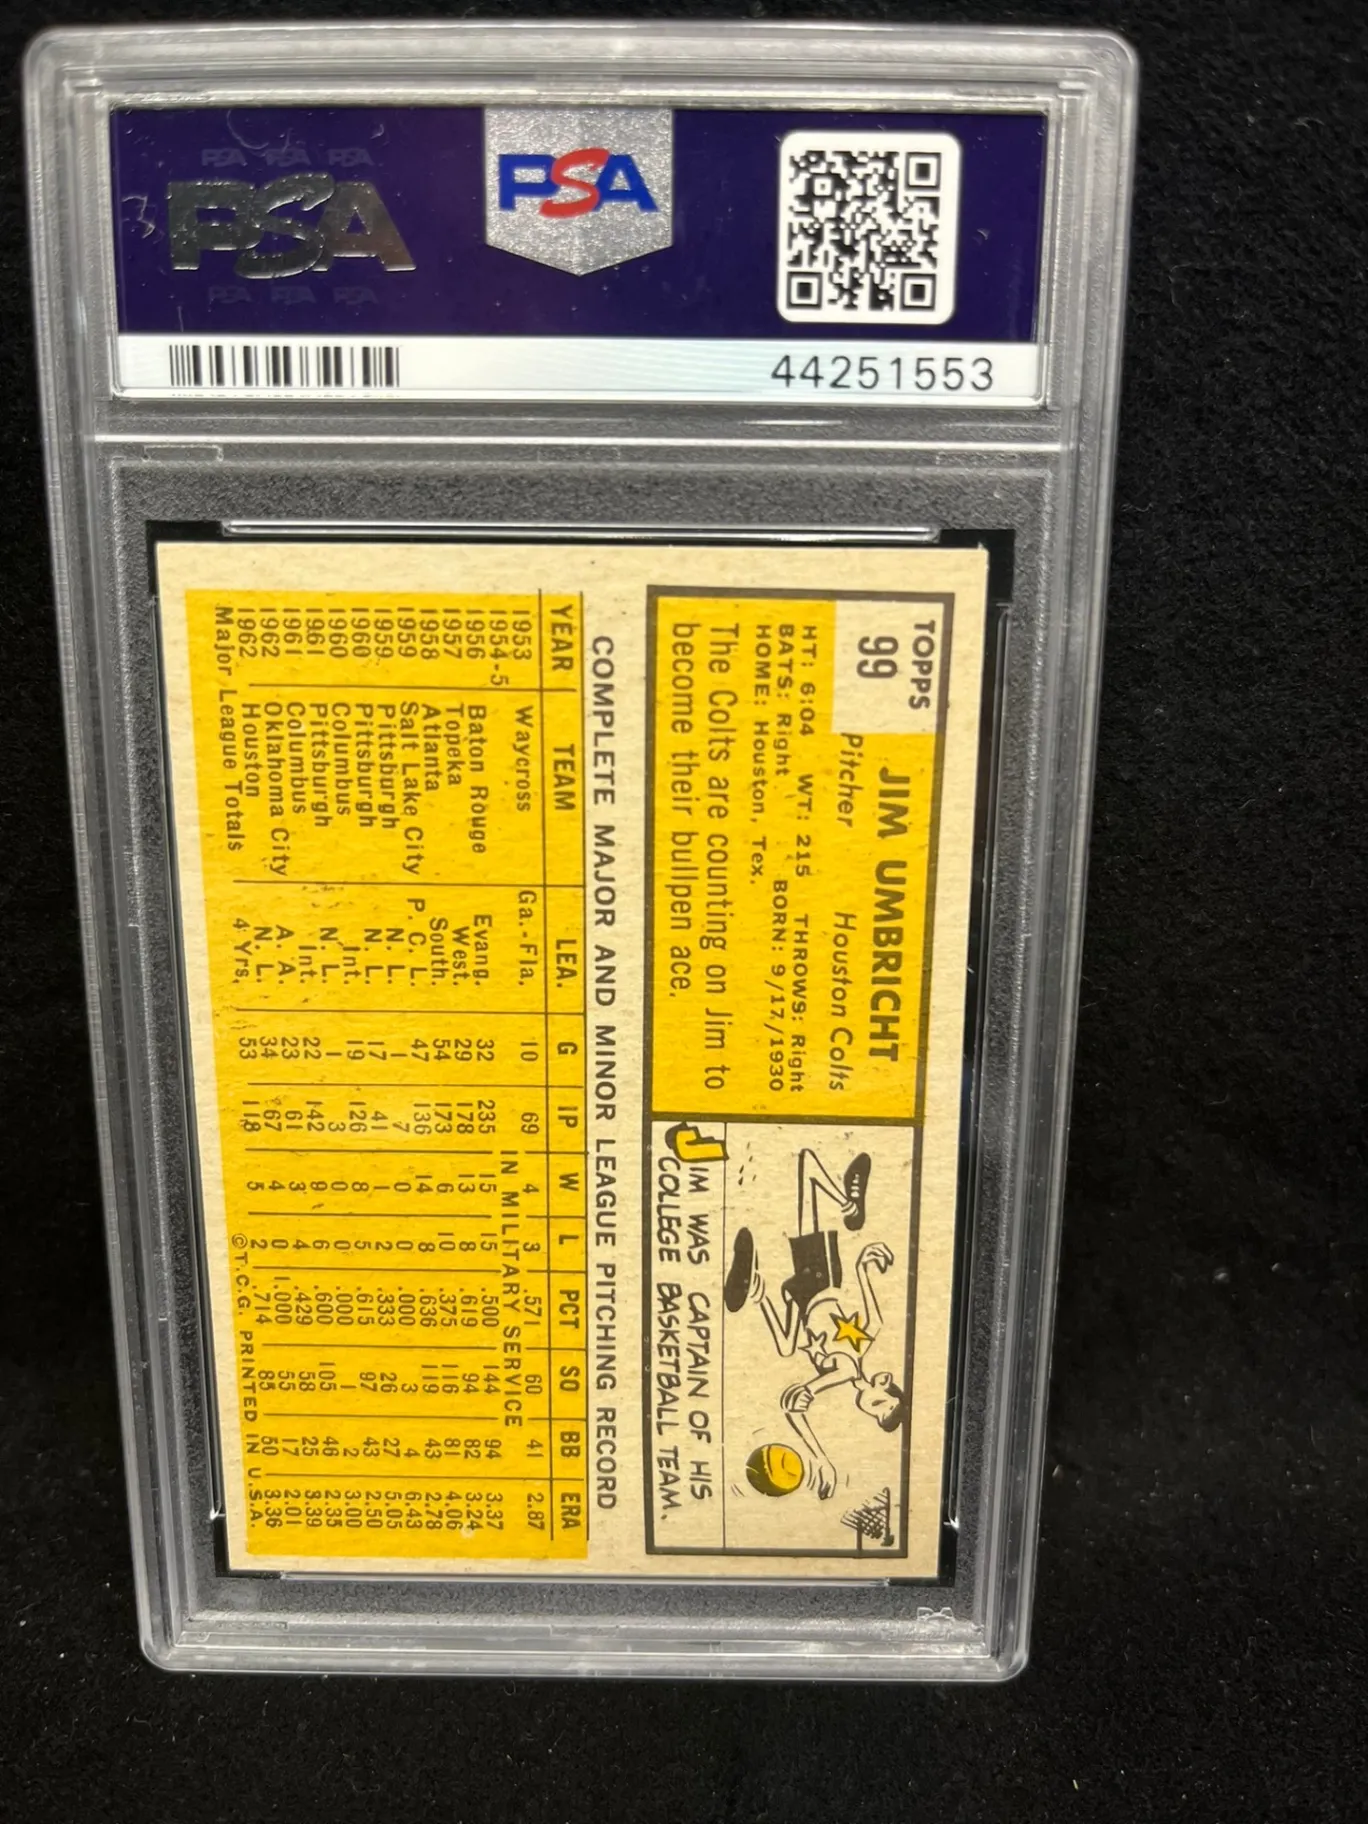 PSA PSA PSA
PSA
PSA PSA PSA
PSA
44251553
TOPPS
99
JIM UMBRICHT
Pitcher Houston Colts
HT: 6:04 WT: 215 THROWS: Right
BATS: Right BORN: 9/17/1930
HOME: Houston, Tex.
The Colts are counting on Jim to
become their bullpen ace.
JIM WAS CAPTAIN OF HIS
COLLEGE BASKETBALL TEAM.
COMPLETE MAJOR AND MINOR LEAGUE PITCHING RECORD
YEAR TEAM LEA. G IP W L PCT SO BB ERA
1953 Waycross Ga.-Fla. 10 69 4 3 .571 60 41 2.87
1954-5 IN MILITARY SERVICE
1956 Baton Rouge Evang. 32 235 15 15 .500 144 94 3.37
1957 Topeka West. 29 178 13 8 .619 94 82 3.24
1958 Atlanta South. 54 173 6 10 .375 116 81 4.06
1959 Salt Lake City P. C. L. 47 136 14 8 .636 119 43 2.78
1959 Pittsburgh N. L. 1 7 0 0 .000 3 4 6.43
1960 Pittsburgh N. L. 17 41 1 2 .333 26 27 5.05
1960 Columbus Int. 19 126 8 5 .615 97 43 2.50
1961 Pittsburgh N. L. 1 3 0 0 .000 1 2 3.00
1961 Columbus Int. 22 142 9 6 .600 105 46 2.35
1962 Oklahoma City A. A. 23 61 3 4 .429 58 25 3.39
1962 Houston N. L. 34 67 4 0 1.000 55 17 2.01
Major League Totals 4 Yrs. 53 118 5 2 .714 85 50 3.36
©T.C.G. PRINTED IN U.S.A.